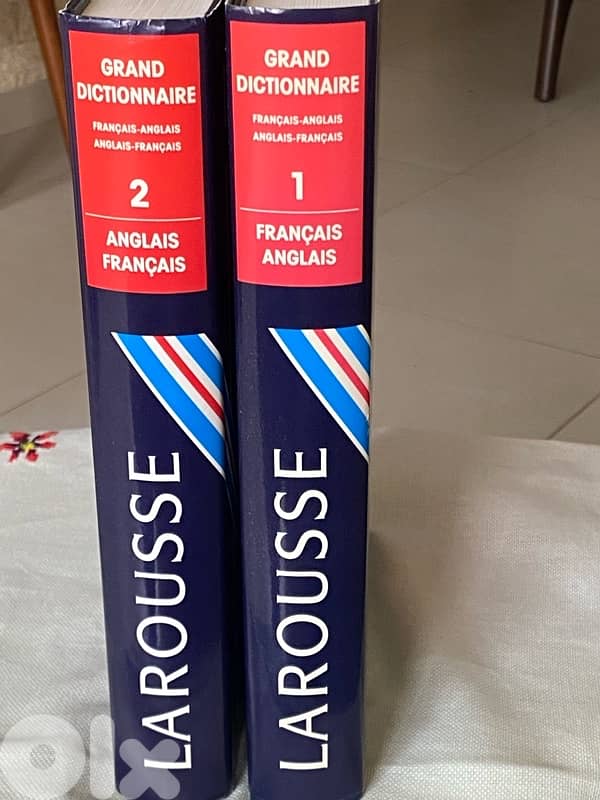 GRAND
DICTIONNAIRE
FRANÇAIS-ANGLAIS
ANGLAIS-FRANÇAIS
2
ANGLAIS
FRANÇAIS
LAROUSSE
GRAND
DICTIONNAIRE
FRANÇAIS-ANGLAIS
ANGLAIS-FRANÇAIS
1
FRANÇAIS
ANGLAIS
LAROUSSE
olx